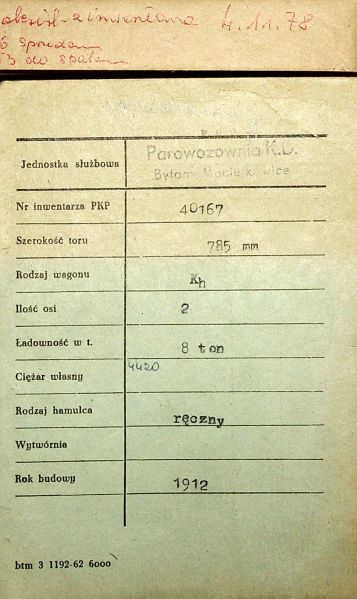 z inwentarza 4.11.78
do
Parowozownia K.D.
Jednostka służbowa
Bytom
Nr inwentarza PKP 40167
Szerokość toru 785 mm
Rodzaj wagonu Kh
Ilość osi 2
Ładowność w t. 8 ton
Ciężar własny 4420
Rodzaj hamulca ręczny
Wytwórnia
Rok budowy 1912
btm 3 1192-62 6000